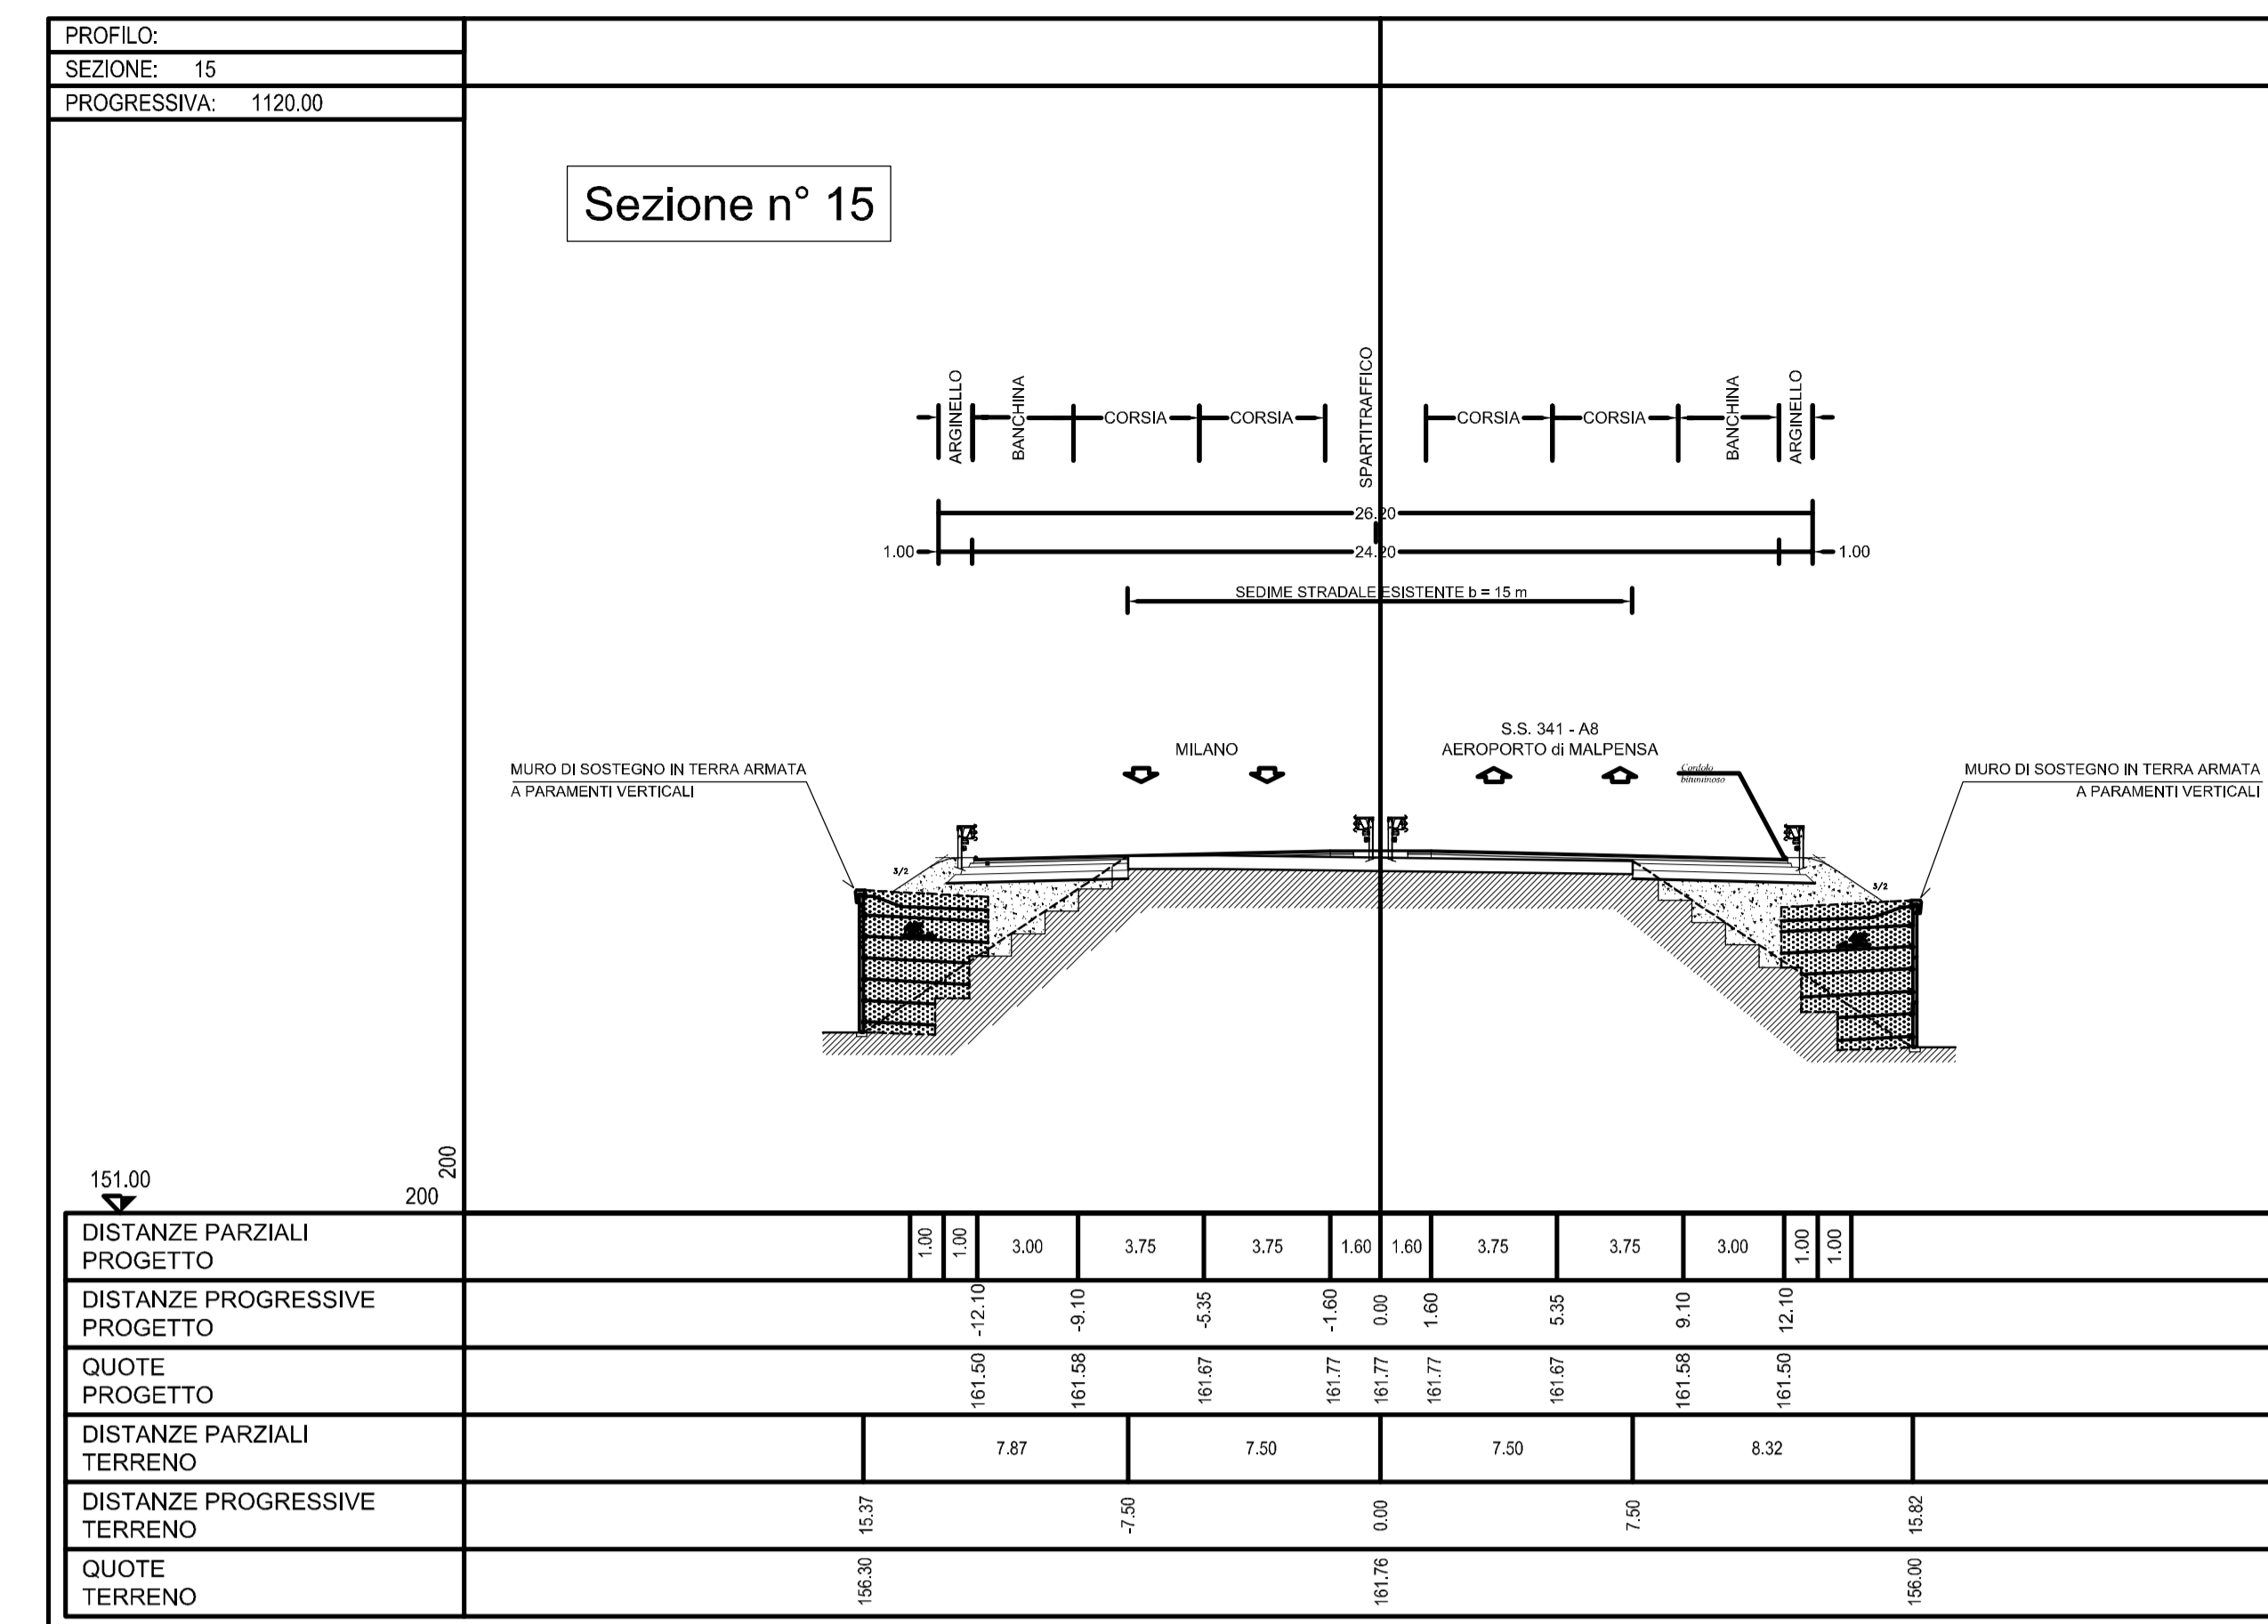 PROFILO:
SEZIONE: 15
PROGRESSIVA: 1120.00
Sezione n° 15
ARGINELLO
BANCHINA
CORSIA
CORSIA
SPARTITRAFFICO
CORSIA
CORSIA
BANCHINA
ARGINELLO
26.20
1.00 24.20 1.00
SEDIME STRADALE ESISTENTE b = 15 m
MILANO
S.S. 341 - A8
AEROPORTO di MALPENSA
MURO DI SOSTEGNO IN TERRA ARMATA
A PARAMENTI VERTICALI
Cordolo
bituminoso
MURO DI SOSTEGNO IN TERRA ARMATA
A PARAMENTI VERTICALI
3/2
3/2
151.00
200
200
DISTANZE PARZIALI
PROGETTO
1.00 1.00 3.00 3.75 3.75 1.60 1.60 3.75 3.75 3.00 1.00 1.00
DISTANZE PROGRESSIVE
PROGETTO
-12.10 -9.10 -5.35 -1.60 0.00 1.60 5.35 9.10 12.10
QUOTE
PROGETTO
161.50 161.58 161.67 161.77 161.77 161.77 161.67 161.58 161.50
DISTANZE PARZIALI
TERRENO
7.87 7.50 7.50 8.32
DISTANZE PROGRESSIVE
TERRENO
15.37 -7.50 0.00 7.50 15.82
QUOTE
TERRENO
156.30 161.76 156.00